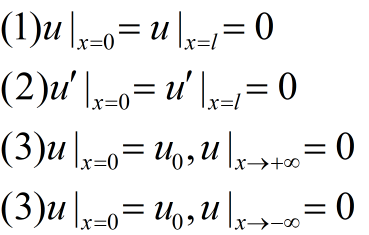 (1)u|ₓ₌₀= u|ₓ₌ₗ= 0
(2)u′|ₓ₌₀= u′|ₓ₌ₗ= 0
(3)u|ₓ₌₀= u₀,u|ₓ→₊∞= 0
(3)u|ₓ₌₀= u₀,u|ₓ→₋∞= 0